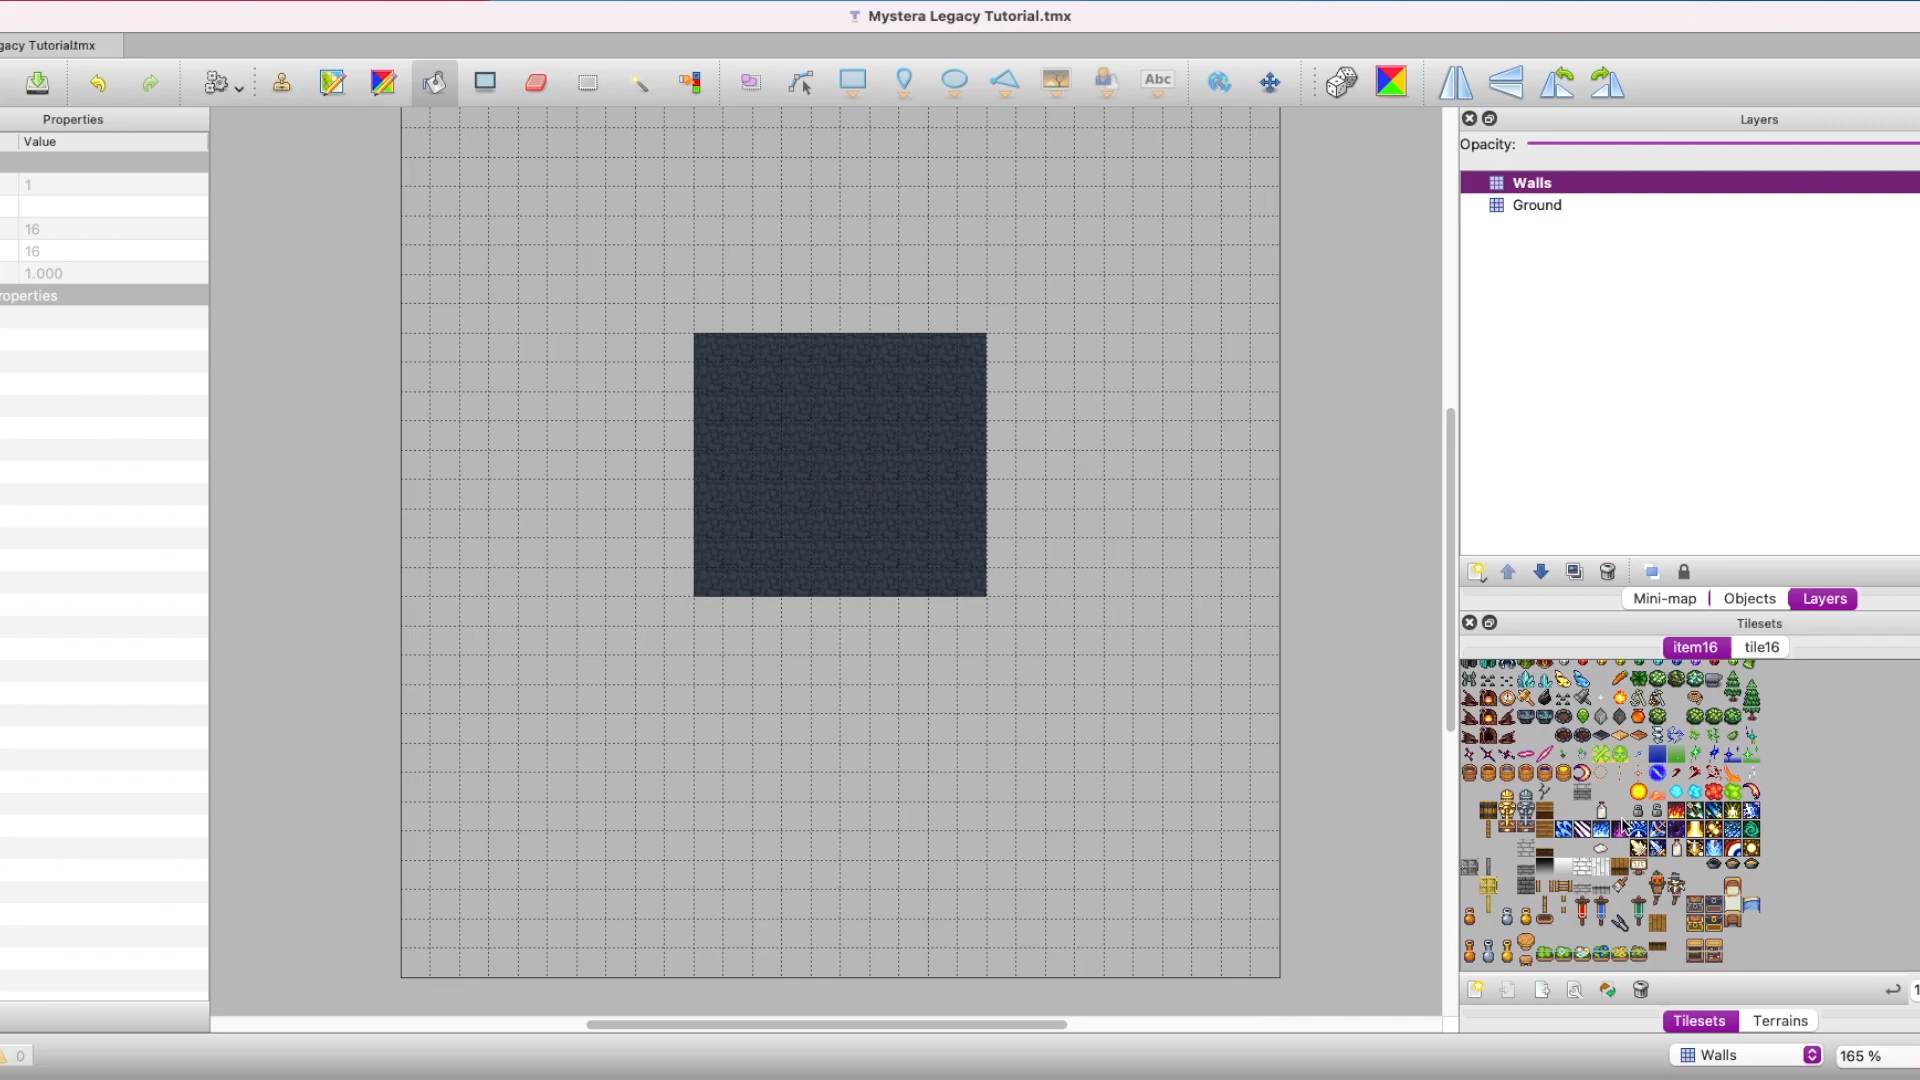 Mystera Legacy Tutorial.tmx
gacy Tutorial.tmx
Abc
Properties
Value
1
16
16
1.000
roperties
Layers
Opacity:
Walls
Ground
Mini-map
Objects
Layers
Tilesets
item16
tile16
Tilesets
Terrains
0
Walls
165 %